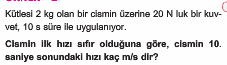 Kütlesi 2 kg olan bir cismin üzerine 20 N luk bir kuv-
vet, 10 s süre ile uygulanıyor.
Cismin ilk hızı sıfır olduğuna göre, cismin 10.
saniye sonundaki hızı kaç m/s dir?